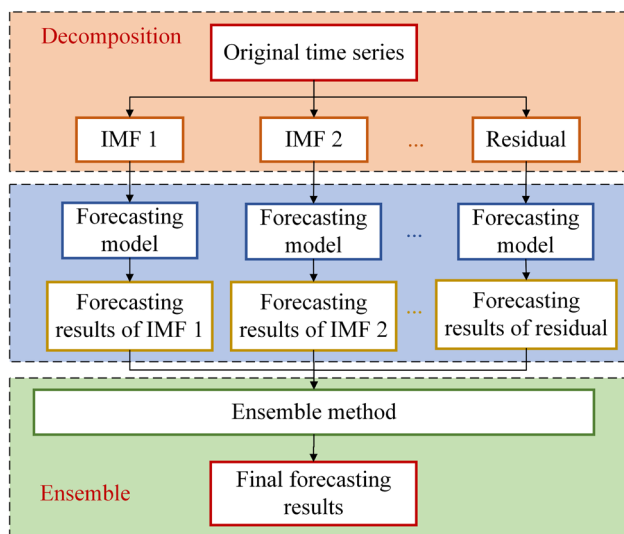 Decomposition
Original time series
IMF 1
IMF 2
...
Residual
Forecasting
model
Forecasting
model
...
Forecasting
model
Forecasting
results of IMF 1
Forecasting
results of IMF 2
...
Forecasting
results of residual
Ensemble method
Ensemble
Final forecasting
results